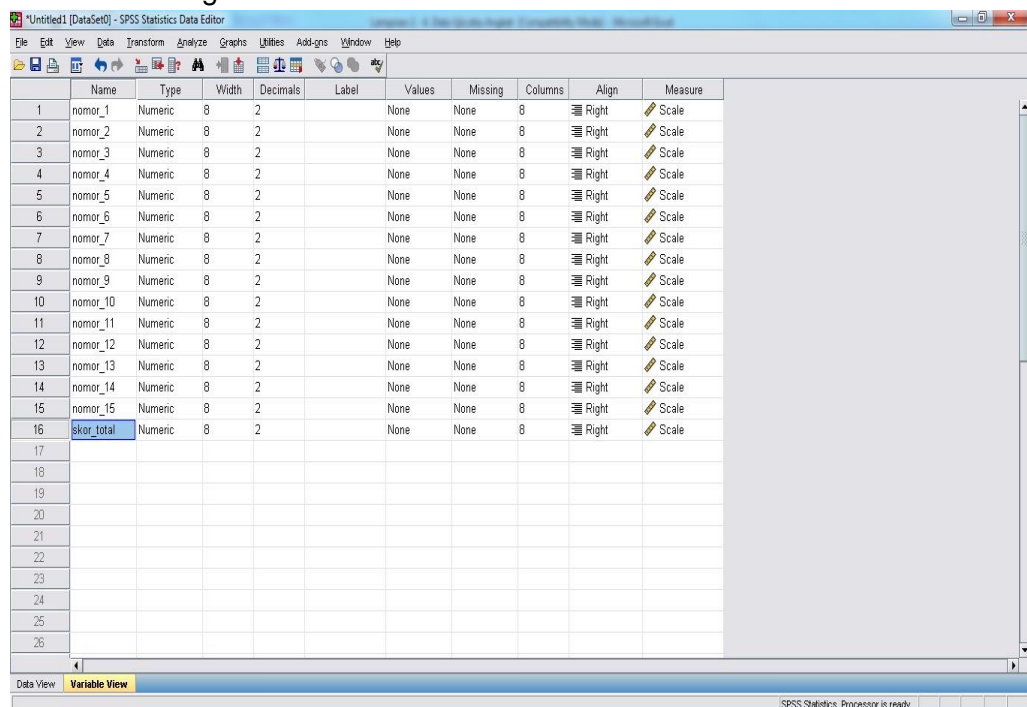 *Untitled1 [DataSet0] - SPSS Statistics Data Editor
File Edit View Data Transform Analyze Graphs Utilities Add-ons Window Help
Name Type Width Decimals Label Values Missing Columns Align Measure
1 nomor_1 Numeric 8 2 None None 8 Right Scale
2 nomor_2 Numeric 8 2 None None 8 Right Scale
3 nomor_3 Numeric 8 2 None None 8 Right Scale
4 nomor_4 Numeric 8 2 None None 8 Right Scale
5 nomor_5 Numeric 8 2 None None 8 Right Scale
6 nomor_6 Numeric 8 2 None None 8 Right Scale
7 nomor_7 Numeric 8 2 None None 8 Right Scale
8 nomor_8 Numeric 8 2 None None 8 Right Scale
9 nomor_9 Numeric 8 2 None None 8 Right Scale
10 nomor_10 Numeric 8 2 None None 8 Right Scale
11 nomor_11 Numeric 8 2 None None 8 Right Scale
12 nomor_12 Numeric 8 2 None None 8 Right Scale
13 nomor_13 Numeric 8 2 None None 8 Right Scale
14 nomor_14 Numeric 8 2 None None 8 Right Scale
15 nomor_15 Numeric 8 2 None None 8 Right Scale
16 skor_total Numeric 8 2 None None 8 Right Scale
17
18
19
20
21
22
23
24
25
26
Data View Variable View
SPSS Statistics Processor is ready